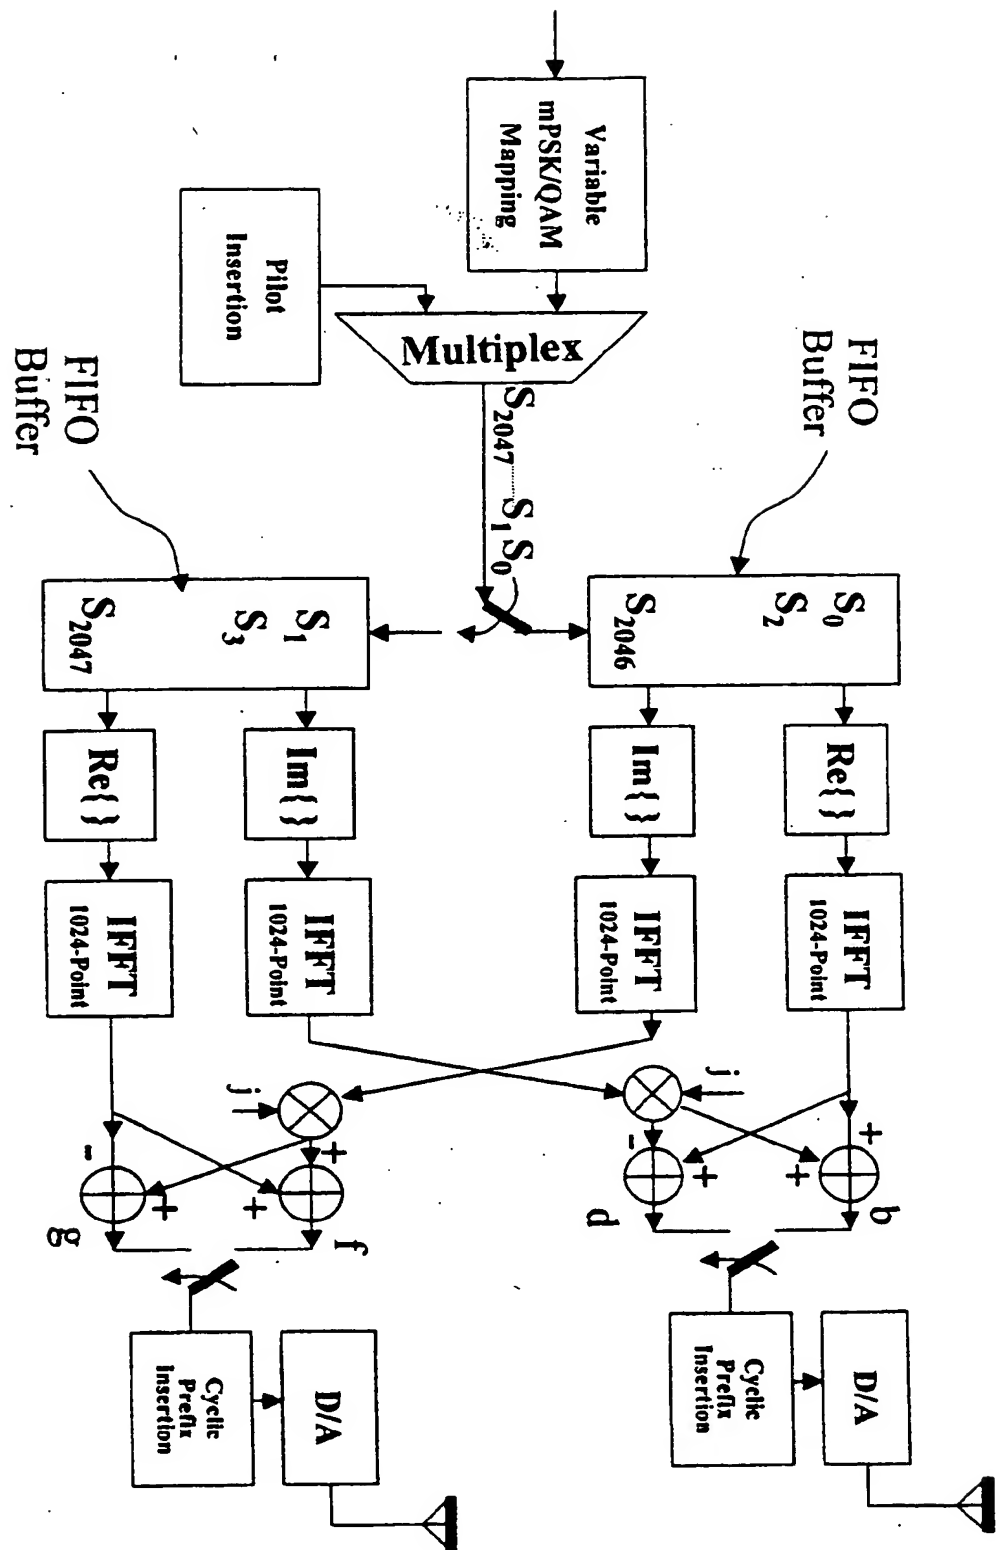 Variable
mPSK/QAM
Mapping
Pilot
Insertion
Multiplex
S2047 ...... S1 S0
FIFO
Buffer
S0
S2
S2046
FIFO
Buffer
S1
S3
S2047
Re{ }
Im{ }
Im{ }
Re{ }
IFFT
1024-Point
IFFT
1024-Point
IFFT
1024-Point
IFFT
1024-Point
j
+
+
b
-
+
d
j
+
+
f
-
+
g
Cyclic
Prefix
Insertion
D/A
Cyclic
Prefix
Insertion
D/A